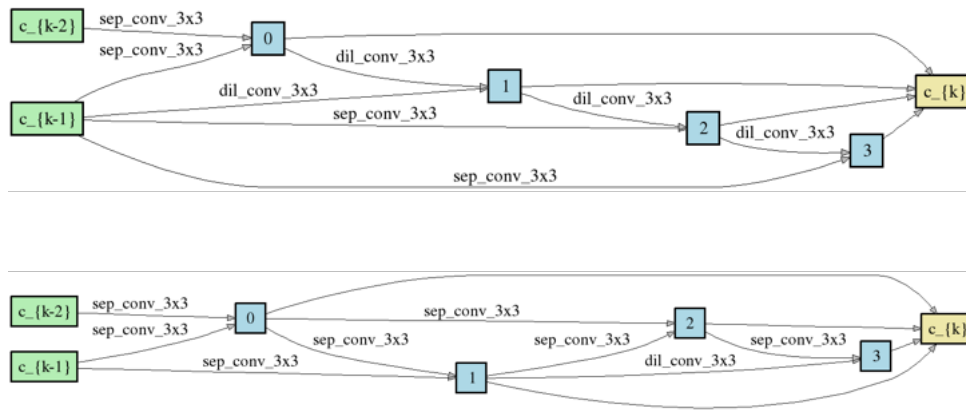 c_{k-2}
sep_conv_3x3
0
sep_conv_3x3
dil_conv_3x3
1
c_{k}
dil_conv_3x3
dil_conv_3x3
c_{k-1}
sep_conv_3x3
2
dil_conv_3x3
3
sep_conv_3x3
c_{k-2}
sep_conv_3x3
0
sep_conv_3x3
2
c_{k}
sep_conv_3x3
sep_conv_3x3
sep_conv_3x3
sep_conv_3x3
3
c_{k-1}
sep_conv_3x3
1
dil_conv_3x3